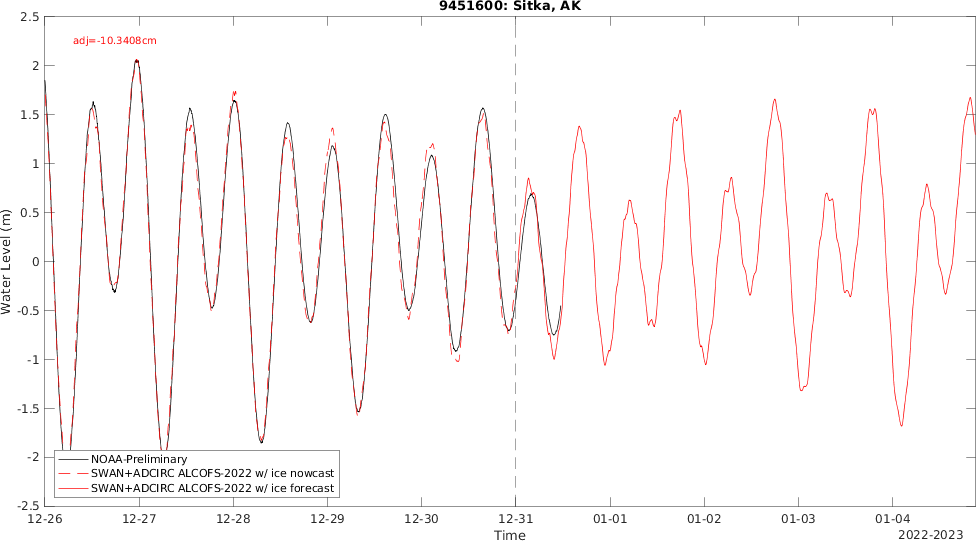 9451600: Sitka, AK
adj=-10.3408cm
2.5
2
1.5
1
0.5
0
-0.5
-1
-1.5
-2
-2.5
Water Level (m)
NOAA-Preliminary
SWAN+ADCIRC ALCOFS-2022 w/ ice nowcast
SWAN+ADCIRC ALCOFS-2022 w/ ice forecast
12-26 12-27 12-28 12-29 12-30 12-31 01-01 01-02 01-03 01-04
Time
2022-2023